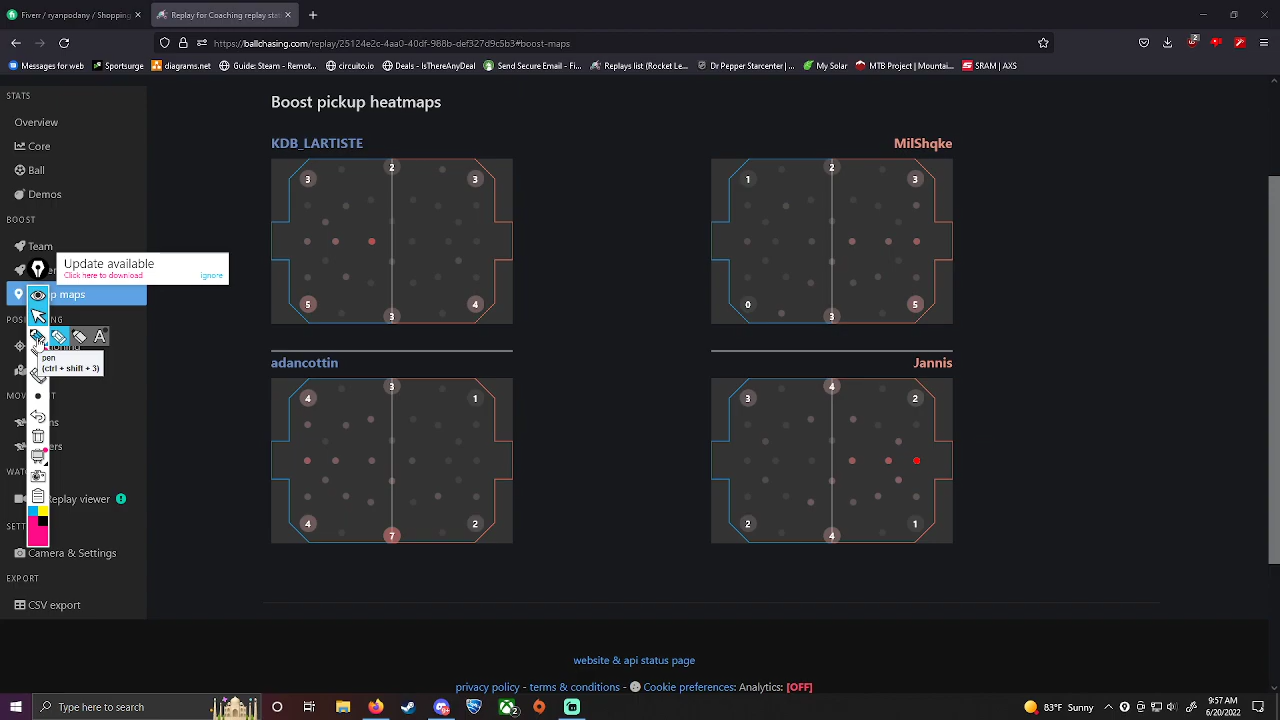 Fiverr / ryanpodany / Shopping
Replay for Coaching replay stat
https://ballchasing.com/replay/25124e2c-4aa0-40df-988b-def327d9c5b3#boost-maps
Messages for web
Sportsurge
diagrams.net
Guide: Steam - Remot...
circuito.io
Deals - IsThereAnyDeal
Send Secure Email - Fi...
Replays list (Rocket Le...
Dr Pepper Starcenter | ...
My Solar
MTB Project | Mountai...
SRAM | AXS
STATS
Overview
Core
Ball
Demos
BOOST
Team
Update available
Click here to download
ignore
p maps
pen
(ctrl + shift + 3)
Replay viewer
Camera & Settings
EXPORT
CSV export
Boost pickup heatmaps
KDB_LARTISTE
3 2 3
5 3 4
MilShqke
1 2 3
0 3 5
adancottin
4 3 1
4 7 2
Jannis
3 4 2
2 4 1
website & api status page
privacy policy - terms & conditions - Cookie preferences: Analytics: [OFF]
Type here to search
2
83°F Sunny
9:57 AM
6/20/2022